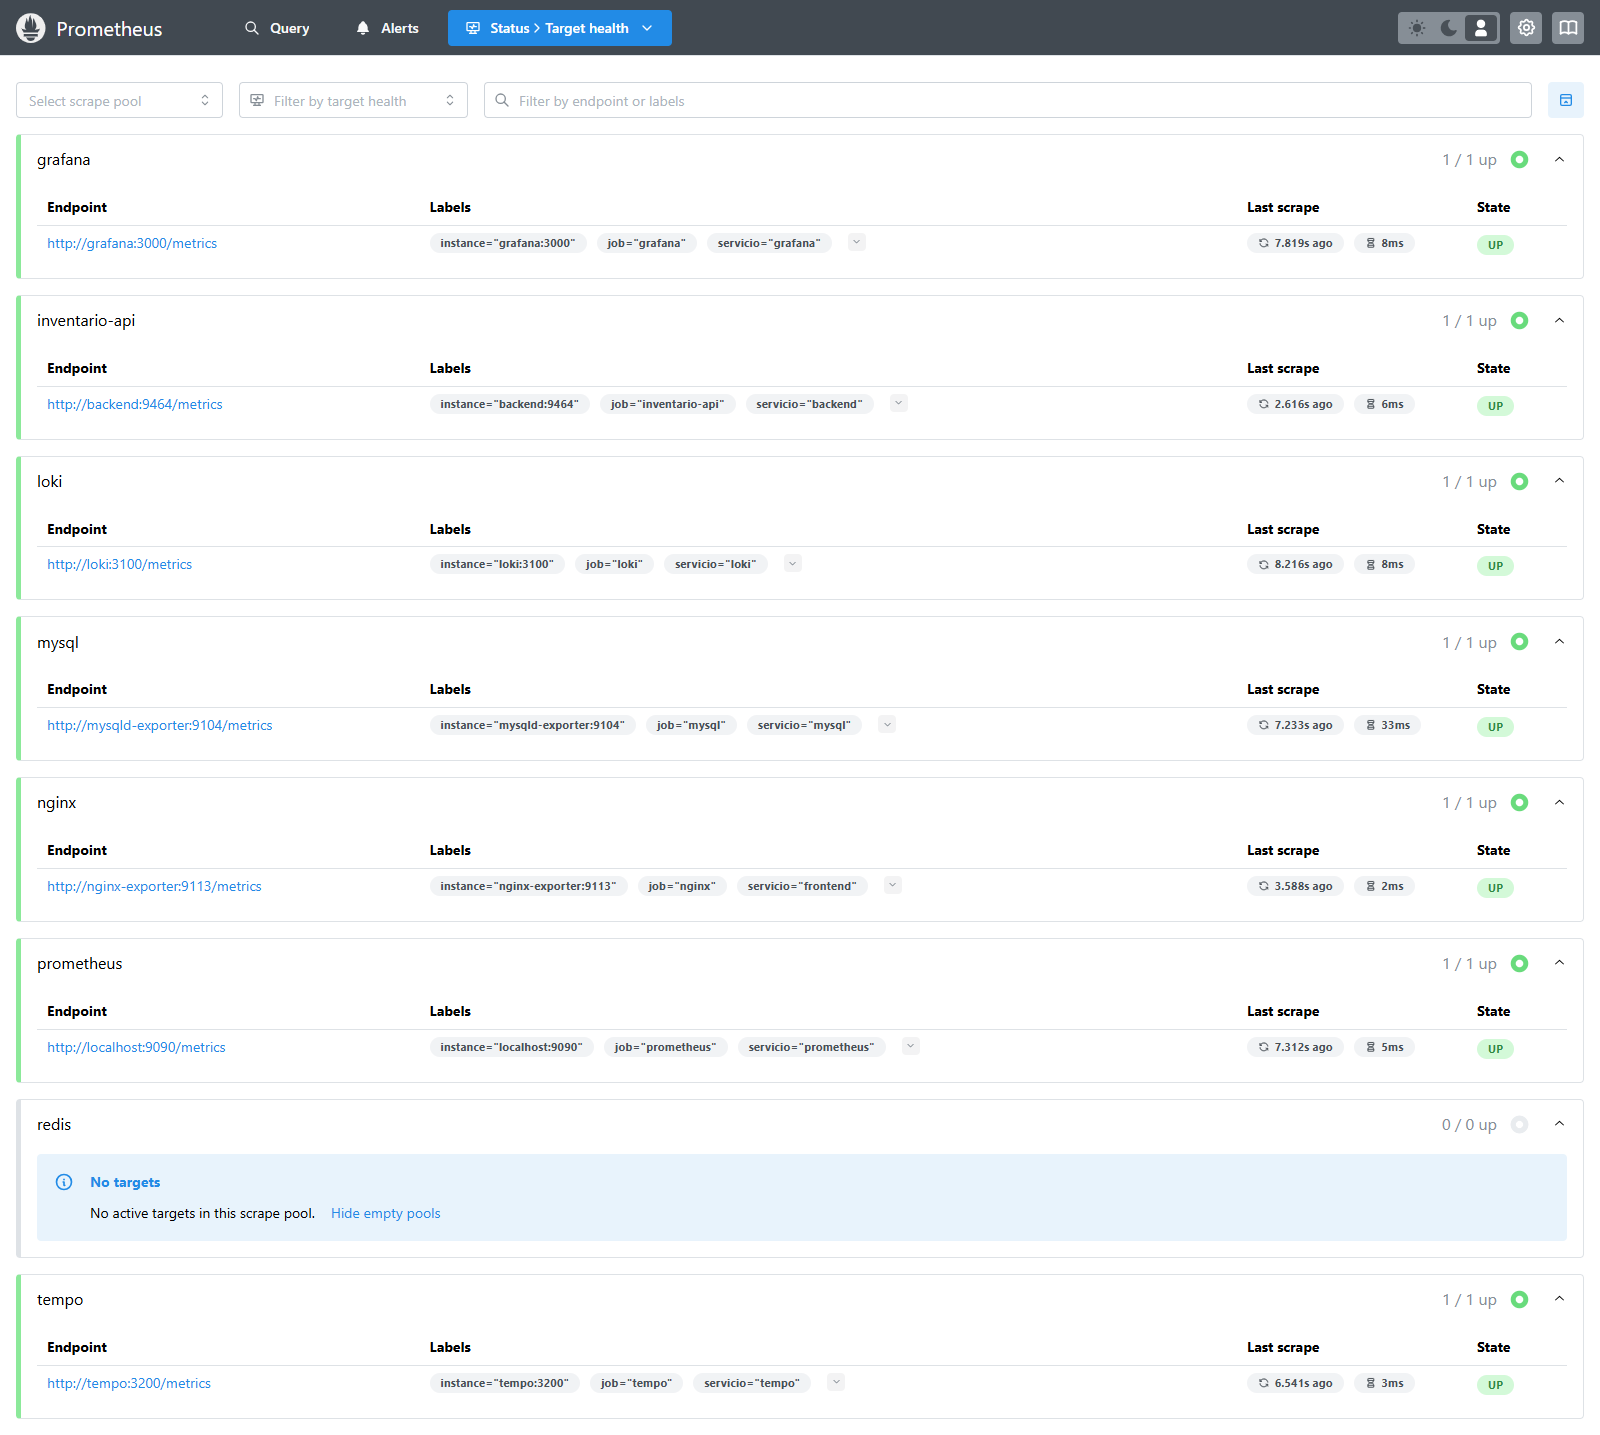 Prometheus Query Alerts Status > Target health
Select scrape pool Filter by target health Filter by endpoint or labels
grafana 1 / 1 up
Endpoint Labels Last scrape State
http://grafana:3000/metrics instance="grafana:3000" job="grafana" servicio="grafana" 7.819s ago 8ms UP
inventario-api 1 / 1 up
Endpoint Labels Last scrape State
http://backend:9464/metrics instance="backend:9464" job="inventario-api" servicio="backend" 2.616s ago 6ms UP
loki 1 / 1 up
Endpoint Labels Last scrape State
http://loki:3100/metrics instance="loki:3100" job="loki" servicio="loki" 8.216s ago 8ms UP
mysql 1 / 1 up
Endpoint Labels Last scrape State
http://mysqld-exporter:9104/metrics instance="mysqld-exporter:9104" job="mysql" servicio="mysql" 7.233s ago 33ms UP
nginx 1 / 1 up
Endpoint Labels Last scrape State
http://nginx-exporter:9113/metrics instance="nginx-exporter:9113" job="nginx" servicio="frontend" 3.588s ago 2ms UP
prometheus 1 / 1 up
Endpoint Labels Last scrape State
http://localhost:9090/metrics instance="localhost:9090" job="prometheus" servicio="prometheus" 7.312s ago 5ms UP
redis 0 / 0 up
No targets
No active targets in this scrape pool. Hide empty pools
tempo 1 / 1 up
Endpoint Labels Last scrape State
http://tempo:3200/metrics instance="tempo:3200" job="tempo" servicio="tempo" 6.541s ago 3ms UP